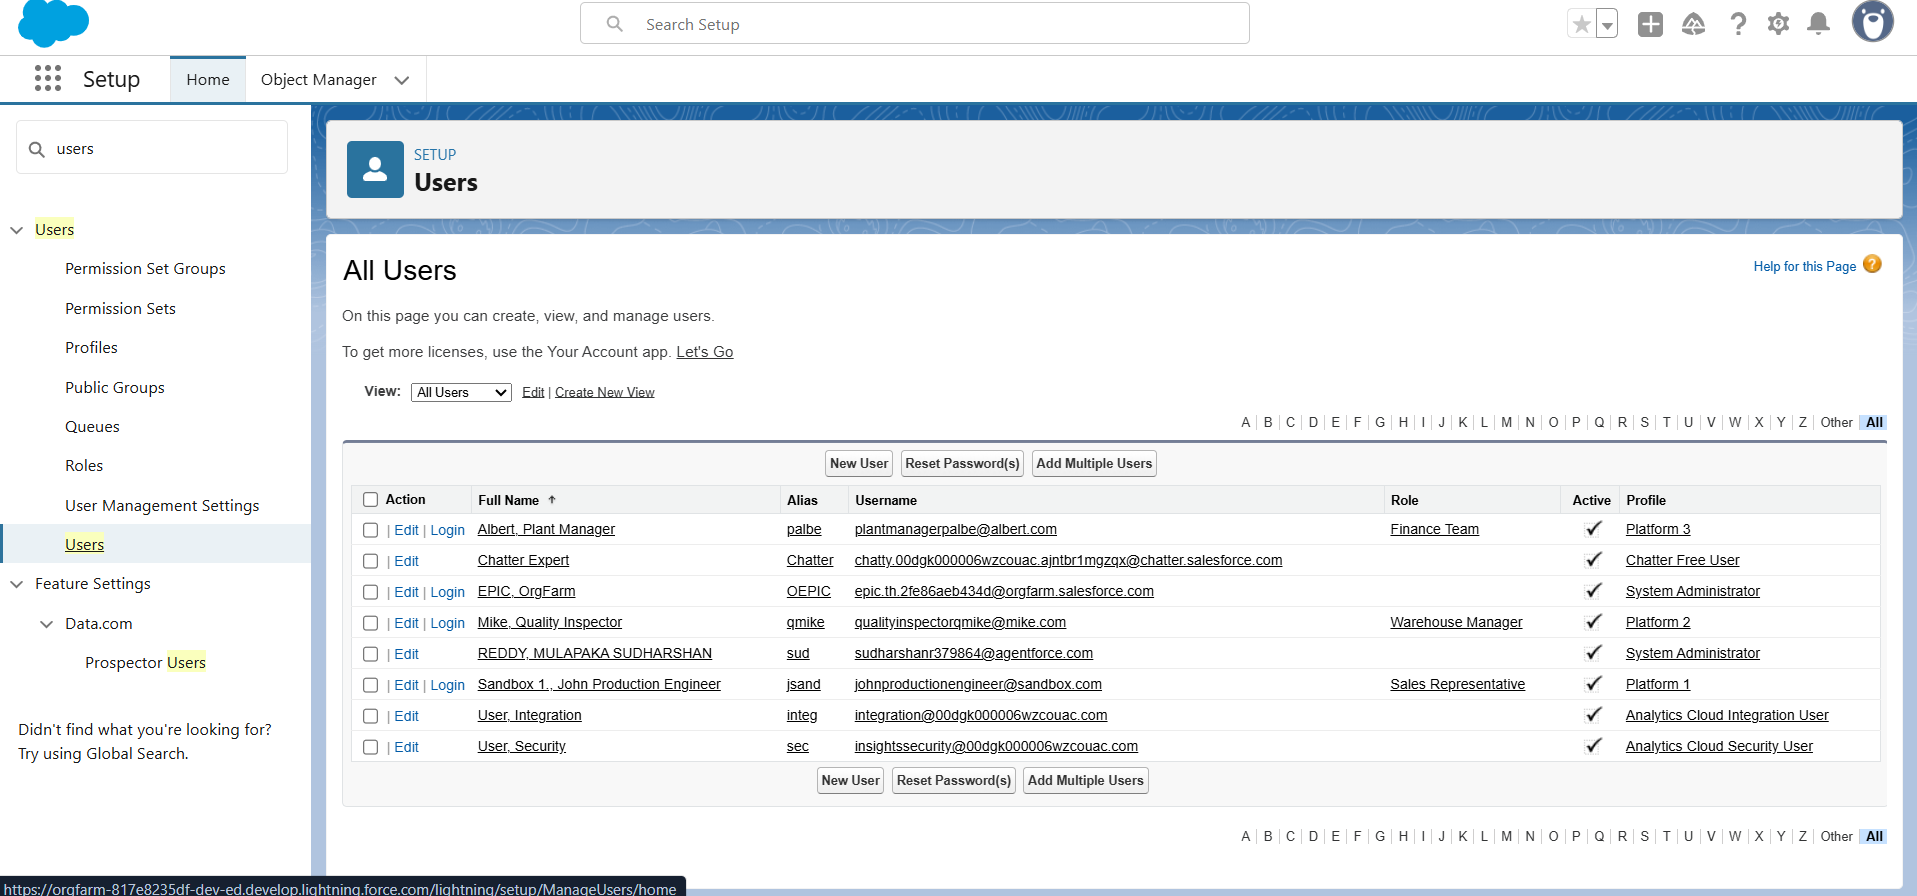 Search Setup
Setup
Home
Object Manager
users
Users
Permission Set Groups
Permission Sets
Profiles
Public Groups
Queues
Roles
User Management Settings
Users
Feature Settings
Data.com
Prospector Users
Didn't find what you're looking for?
Try using Global Search.
SETUP
Users
All Users
Help for this Page ?
On this page you can create, view, and manage users.
To get more licenses, use the Your Account app. Let's Go
View: All Users Edit | Create New View
A | B | C | D | E | F | G | H | I | J | K | L | M | N | O | P | Q | R | S | T | U | V | W | X | Y | Z | Other All
New User Reset Password(s) Add Multiple Users
Action Full Name ↑ Alias Username Role Active Profile
| Edit | Login Albert, Plant Manager palbe plantmanagerpalbe@albert.com Finance Team ✓ Platform 3
| Edit Chatter Expert Chatter chatty.00dgk000006wzcouac.ajntbr1mgzqx@chatter.salesforce.com ✓ Chatter Free User
| Edit | Login EPIC, OrgFarm OEPIC epic.th.2fe86aeb434d@orgfarm.salesforce.com ✓ System Administrator
| Edit | Login Mike, Quality Inspector qmike qualityinspectorqmike@mike.com Warehouse Manager ✓ Platform 2
| Edit REDDY, MULAPAKA SUDHARSHAN sud sudharshanr379864@agentforce.com ✓ System Administrator
| Edit | Login Sandbox 1., John Production Engineer jsand johnproductionengineer@sandbox.com Sales Representative ✓ Platform 1
| Edit User, Integration integ integration@00dgk000006wzcouac.com ✓ Analytics Cloud Integration User
| Edit User, Security sec insightssecurity@00dgk000006wzcouac.com ✓ Analytics Cloud Security User
New User Reset Password(s) Add Multiple Users
A | B | C | D | E | F | G | H | I | J | K | L | M | N | O | P | Q | R | S | T | U | V | W | X | Y | Z | Other All
https://orgfarm-817e8235df-dev-ed.develop.lightning.force.com/lightning/setup/ManageUsers/home